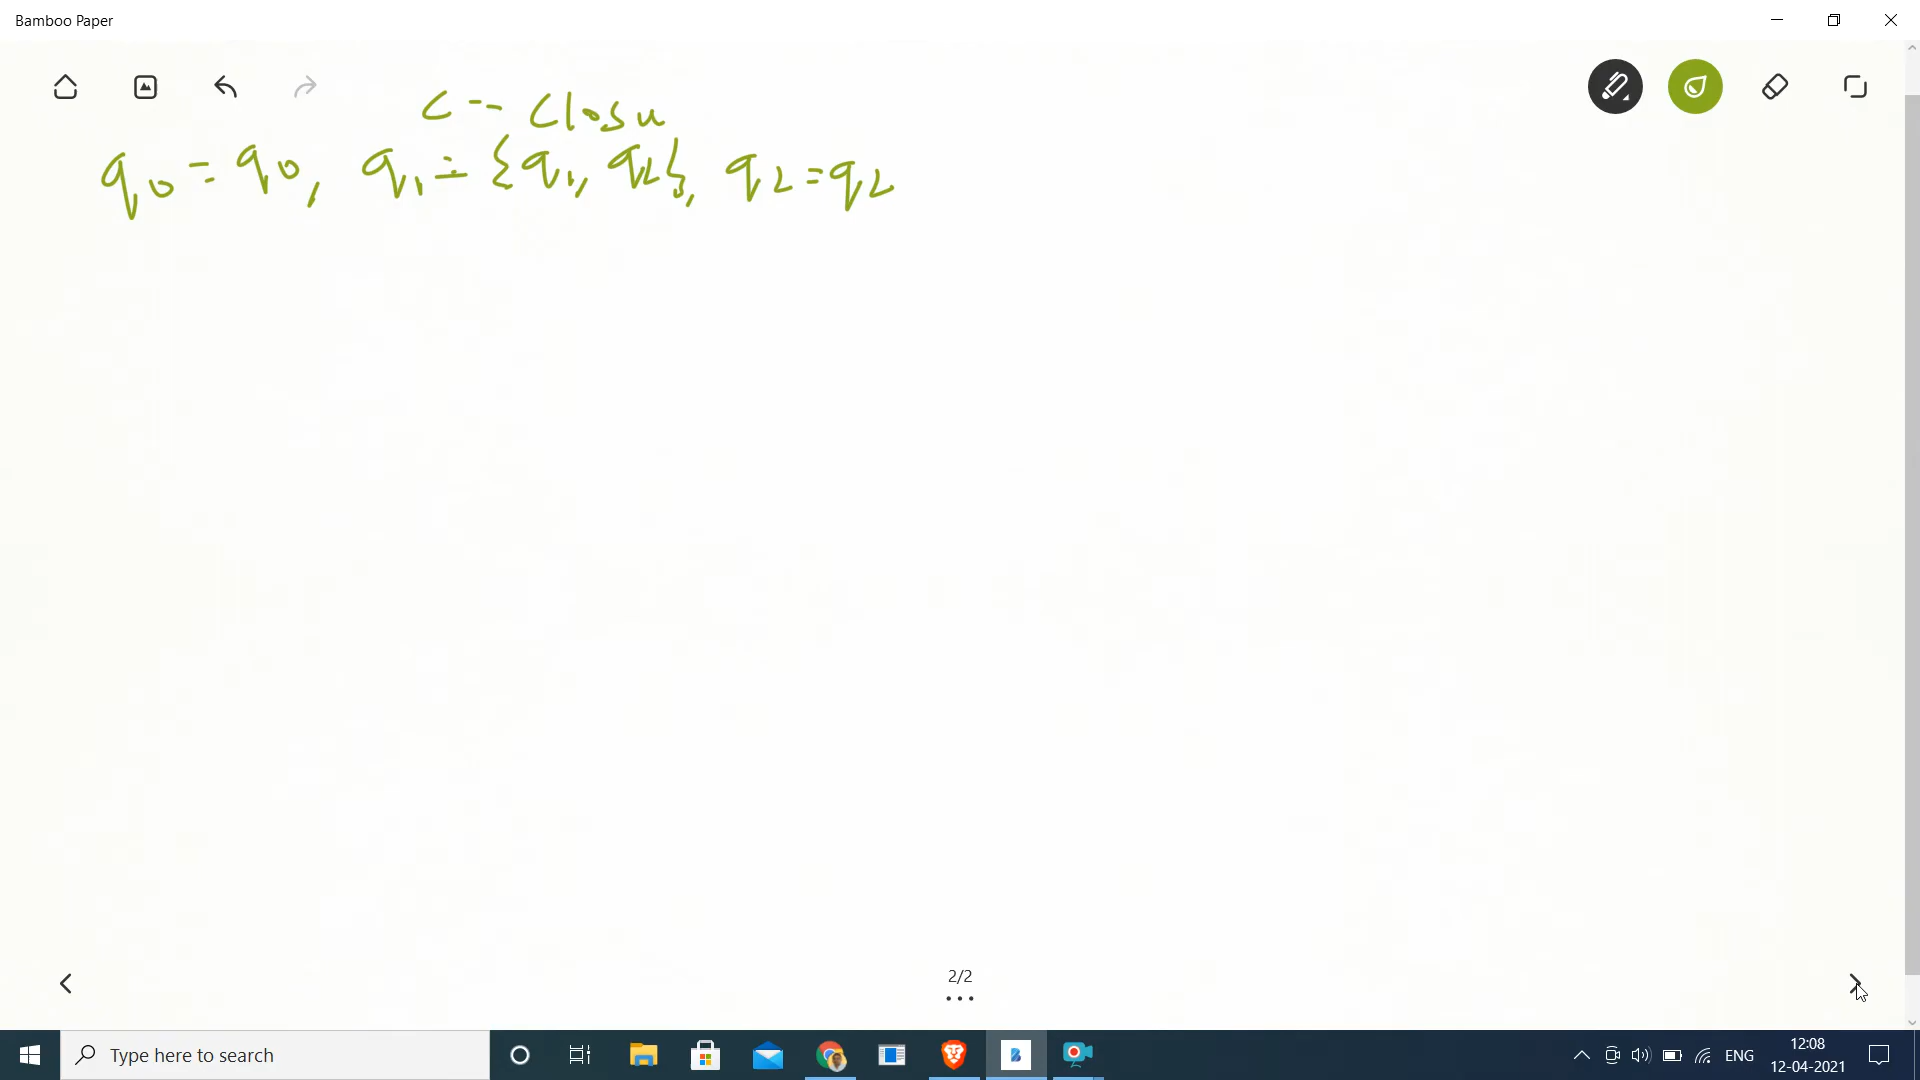 Bamboo Paper
C -- Closu
q0 = q0, q1 = {q1, q2}, q2 = q2
2/2
Type here to search
ENG
12:08
12-04-2021